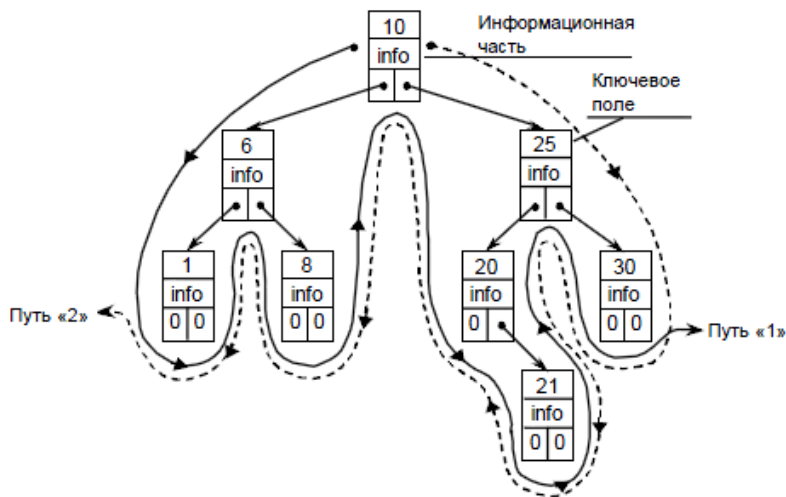 10
info
Информационная
часть
Ключевое
поле
6
info
25
info
1
info
0 0
8
info
0 0
20
info
0
30
info
0 0
Путь «2»
Путь «1»
21
info
0 0